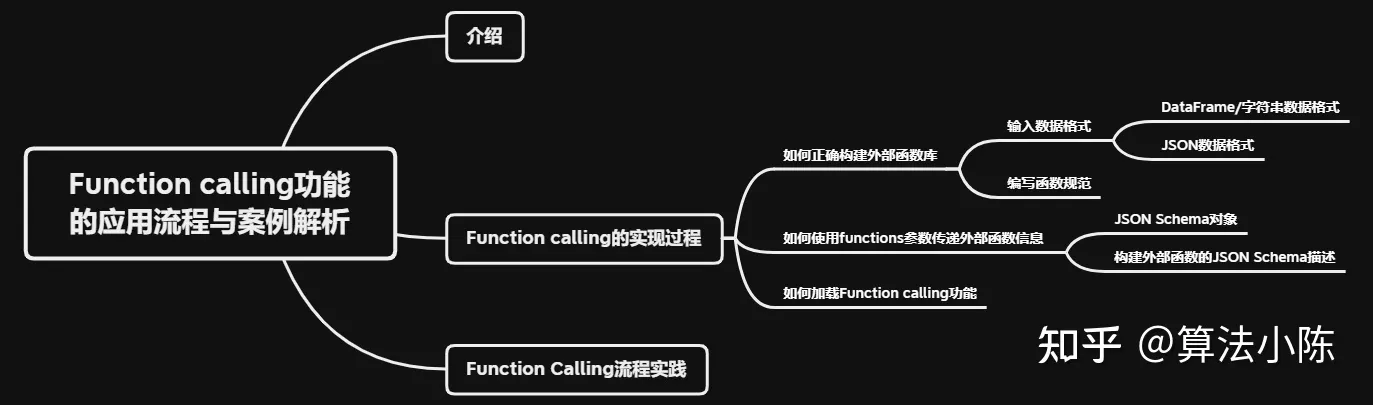 介绍
Function calling功能
的应用流程与案例解析
Function calling的实现过程
如何正确构建外部函数库
输入数据格式
DataFrame/字符串数据格式
JSON数据格式
编写函数规范
如何使用functions参数传递外部函数信息
JSON Schema对象
构建外部函数的JSON Schema描述
如何加载Function calling功能
Function Calling流程实践
知乎 @算法小陈